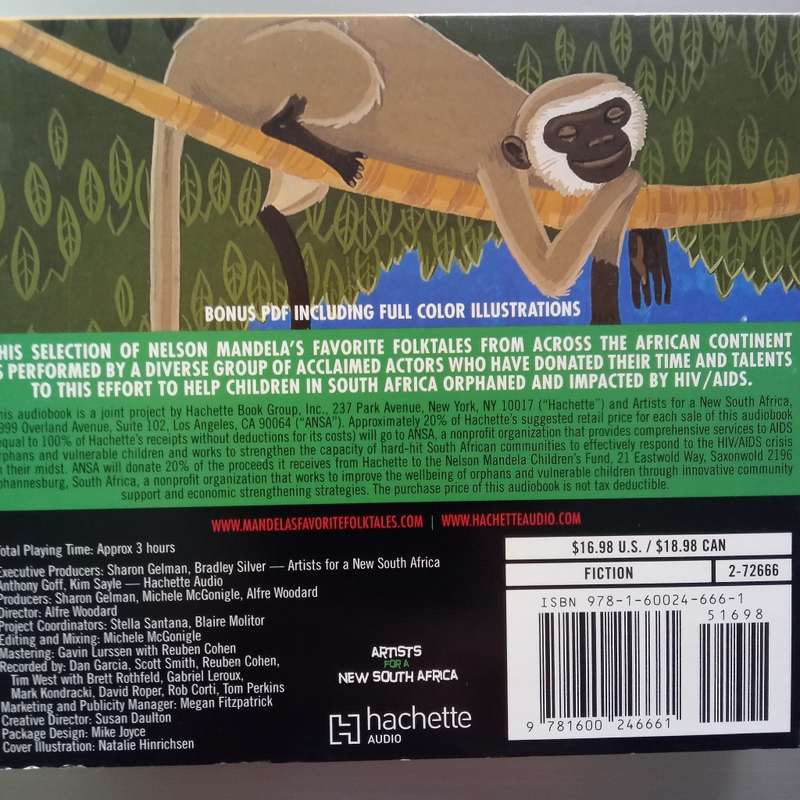 BONUS PDF INCLUDING FULL COLOR ILLUSTRATIONS
HIS SELECTION OF NELSON MANDELA'S FAVORITE FOLKTALES FROM ACROSS THE AFRICAN CONTINENT
S PERFORMED BY A DIVERSE GROUP OF ACCLAIMED ACTORS WHO HAVE DONATED THEIR TIME AND TALENTS
TO THIS EFFORT TO HELP CHILDREN IN SOUTH AFRICA ORPHANED AND IMPACTED BY HIV/AIDS.
his audiobook is a joint project by Hachette Book Group, Inc., 237 Park Avenue, New York, NY 10017 ("Hachette") and Artists for a New South Africa,
999 Overland Avenue, Suite 102, Los Angeles, CA 90064 ("ANSA"). Approximately 20% of Hachette's suggested retail price for each sale of this audiobook
equal to 100% of Hachette's receipts without deductions for its costs) will go to ANSA, a nonprofit organization that provides comprehensive services to AIDS
rphans and vulnerable children and works to strengthen the capacity of hard-hit South African communities to effectively respond to the HIV/AIDS crisis
n their midst. ANSA will donate 20% of the proceeds it receives from Hachette to the Nelson Mandela Children's Fund, 21 Eastwold Way, Saxonwold 2196
ohannesburg, South Africa, a nonprofit organization that works to improve the wellbeing of orphans and vulnerable children through innovative community
support and economic strengthening strategies. The purchase price of this audiobook is not tax deductible.
WWW.MANDELASFAVORITEFOLKTALES.COM | WWW.HACHETTEAUDIO.COM
Total Playing Time: Approx 3 hours
Executive Producers: Sharon Gelman, Bradley Silver — Artists for a New South Africa
Anthony Goff, Kim Sayle — Hachette Audio
Producers: Sharon Gelman, Michele McGonigle, Alfre Woodard
Director: Alfre Woodard
Project Coordinators: Stella Santana, Blaire Molitor
Editing and Mixing: Michele McGonigle
Mastering: Gavin Lurssen with Reuben Cohen
Recorded by: Dan Garcia, Scott Smith, Reuben Cohen,
Tim West with Brett Rothfeld, Gabriel Leroux,
Mark Kondracki, David Roper, Rob Corti, Tom Perkins
Marketing and Publicity Manager: Megan Fitzpatrick
Creative Director: Susan Daulton
Package Design: Mike Joyce
Cover Illustration: Natalie Hinrichsen
ARTISTS
FOR A
NEW SOUTH AFRICA
hachette
AUDIO
$16.98 U.S. / $18.98 CAN
FICTION 2-72666
ISBN 978-1-60024-666-1
51698
9 781600 246661